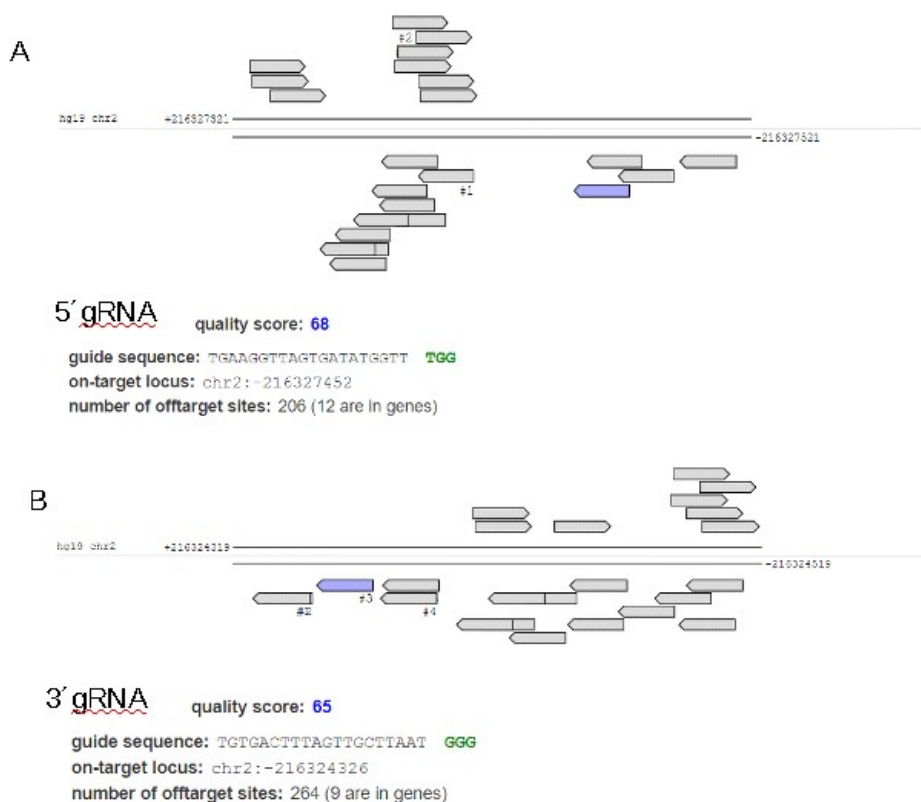 A
#2
hg19 chr2 +216327321
-216327521
#1
5´ gRNA quality score: 68
guide sequence: TGAAGGTTAGTGATATGGTT TGG
on-target locus: chr2:-216327452
number of offtarget sites: 206 (12 are in genes)
B
hg19 chr2 +216324319
-216324519
#3
#2 #4
3´ gRNA quality score: 65
guide sequence: TGTGACTTTAGTTGCTTAAT GGG
on-target locus: chr2:-216324326
number of offtarget sites: 264 (9 are in genes)